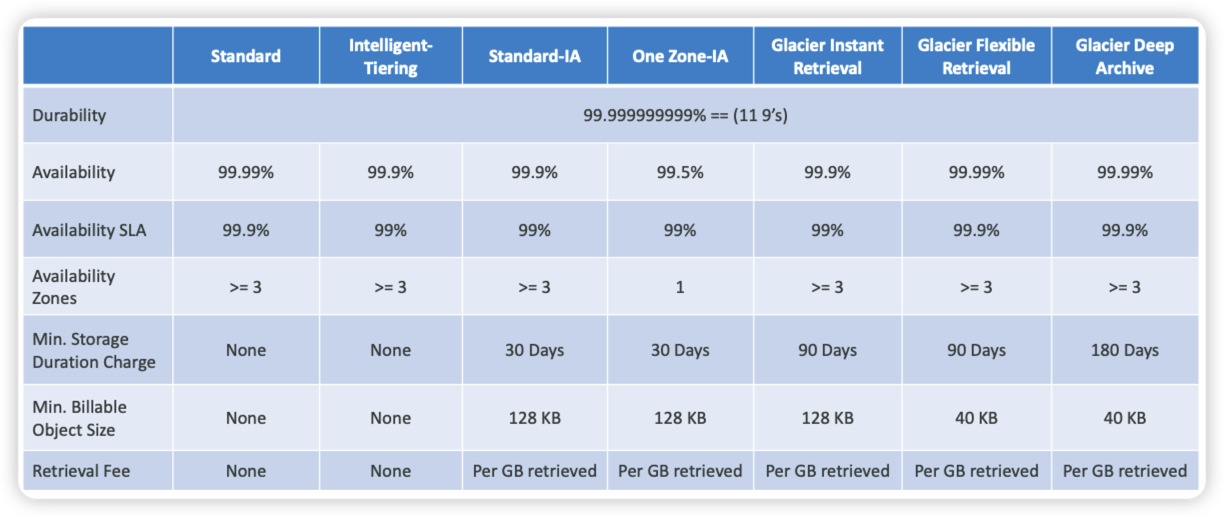 Standard
Intelligent-
Tiering
Standard-IA
One Zone-IA
Glacier Instant
Retrieval
Glacier Flexible
Retrieval
Glacier Deep
Archive
Durability
99.999999999% == (11 9’s)
Availability
99.99%
99.9%
99.9%
99.5%
99.9%
99.99%
99.99%
Availability SLA
99.9%
99%
99%
99%
99%
99.9%
99.9%
Availability
Zones
>= 3
>= 3
>= 3
1
>= 3
>= 3
>= 3
Min. Storage
Duration Charge
None
None
30 Days
30 Days
90 Days
90 Days
180 Days
Min. Billable
Object Size
None
None
128 KB
128 KB
128 KB
40 KB
40 KB
Retrieval Fee
None
None
Per GB retrieved
Per GB retrieved
Per GB retrieved
Per GB retrieved
Per GB retrieved